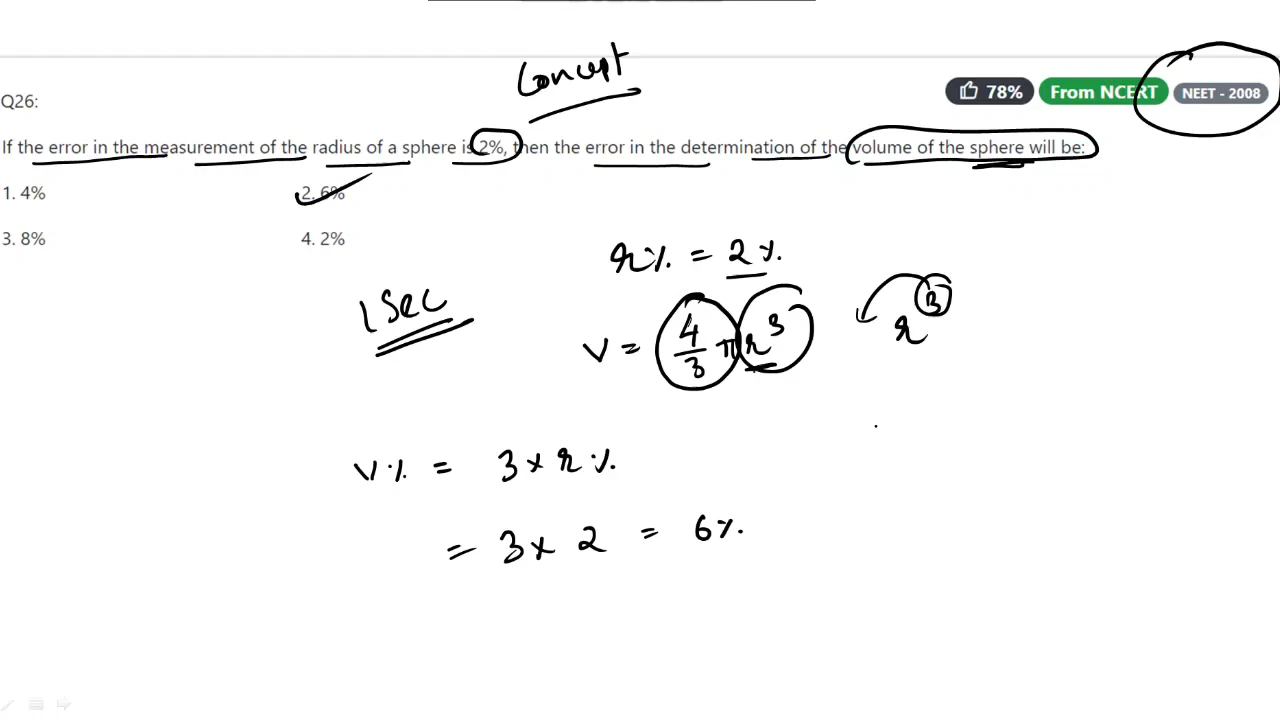 Concept
78% From NCERT NEET - 2008
Q26:
If the error in the measurement of the radius of a sphere is 2%, then the error in the determination of the volume of the sphere will be:
1. 4% 2. 6%
3. 8% 4. 2%
r% = 2%
1 Sec
V = 4/3 πr³ r³
V% = 3 × r%
= 3 × 2 = 6%